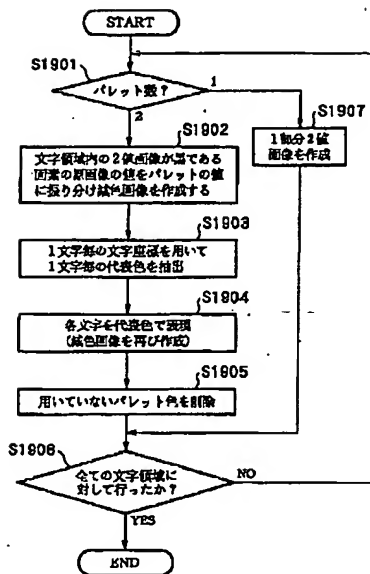 START
S1901
パレット数？
1
2
S1902
文字領域内の2値画像が黒である
画素の原画像の値をパレットの値
に振り分け減色画像を作成する
S1907
1部分2値
画像を作成
S1903
1文字毎の文字座標を用いて
1文字毎の代表色を抽出
S1904
各文字を代表色で表現
(減色画像を再び作成)
S1905
用いていないパレット色を削除
S1906
全ての文字領域に
対して行ったか？
NO
YES
END